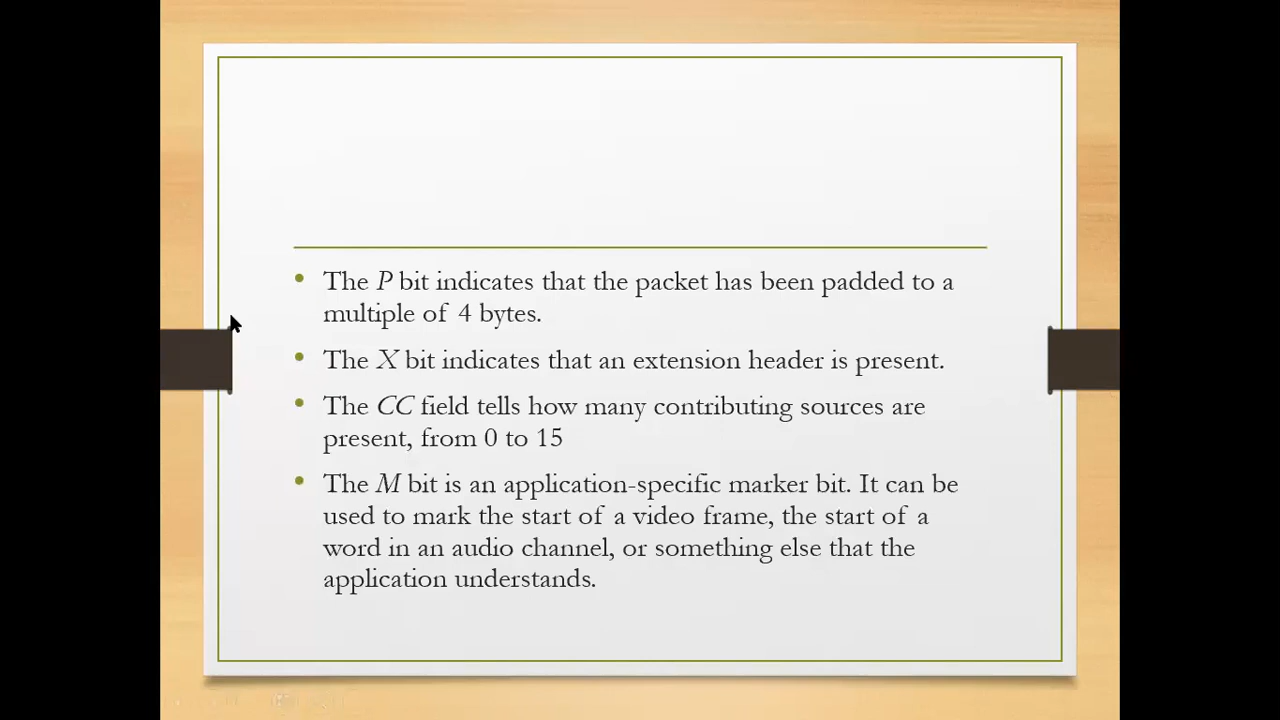 • The P bit indicates that the packet has been padded to a
multiple of 4 bytes.
• The X bit indicates that an extension header is present.
• The CC field tells how many contributing sources are
present, from 0 to 15
• The M bit is an application-specific marker bit. It can be
used to mark the start of a video frame, the start of a
word in an audio channel, or something else that the
application understands.